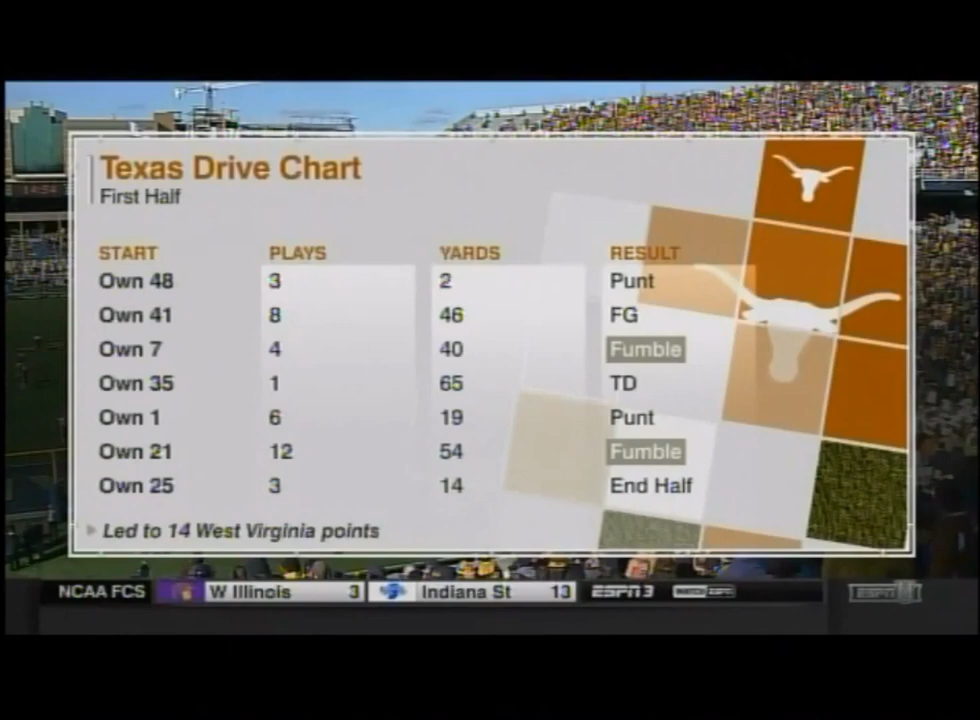 Texas Drive Chart
First Half
START PLAYS YARDS RESULT
Own 48 3 2 Punt
Own 41 8 46 FG
Own 7 4 40 Fumble
Own 35 1 65 TD
Own 1 6 19 Punt
Own 21 12 54 Fumble
Own 25 3 14 End Half
Led to 14 West Virginia points
NCAA FCS W Illinois 3 Indiana St 13 ESPN3 WATCH ESPN